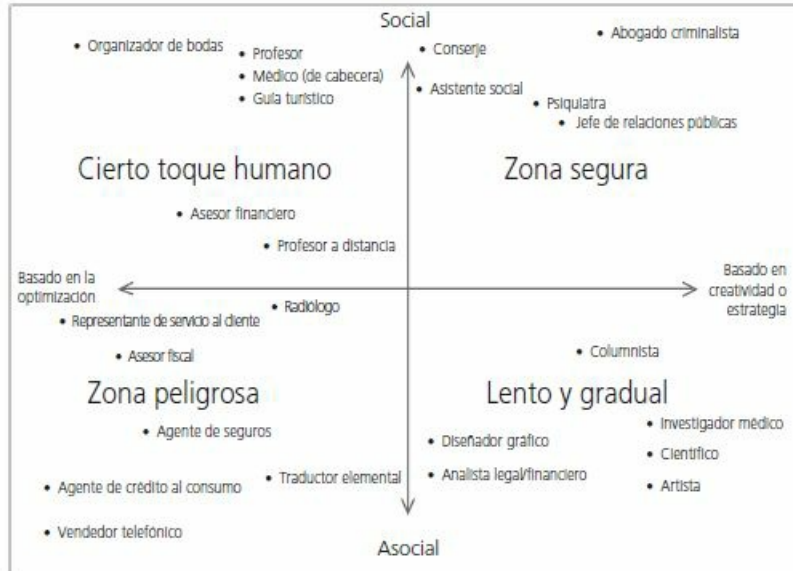 Social
• Organizador de bodas
• Profesor
• Médico (de cabecera)
• Guía turístico
• Conserje
• Abogado criminalista
• Asistente social
• Psiquiatra
• Jefe de relaciones públicas
Cierto toque humano
Zona segura
• Asesor financiero
• Profesor a distancia
Basado en la
optimización
Basado en
creatividad o
estrategia
• Radiólogo
• Representante de servicio al cliente
• Asesor fiscal
• Columnista
Zona peligrosa
Lento y gradual
• Agente de seguros
• Traductor elemental
• Agente de crédito al consumo
• Vendedor telefónico
• Diseñador gráfico
• Analista legal/financiero
• Investigador médico
• Científico
• Artista
Asocial